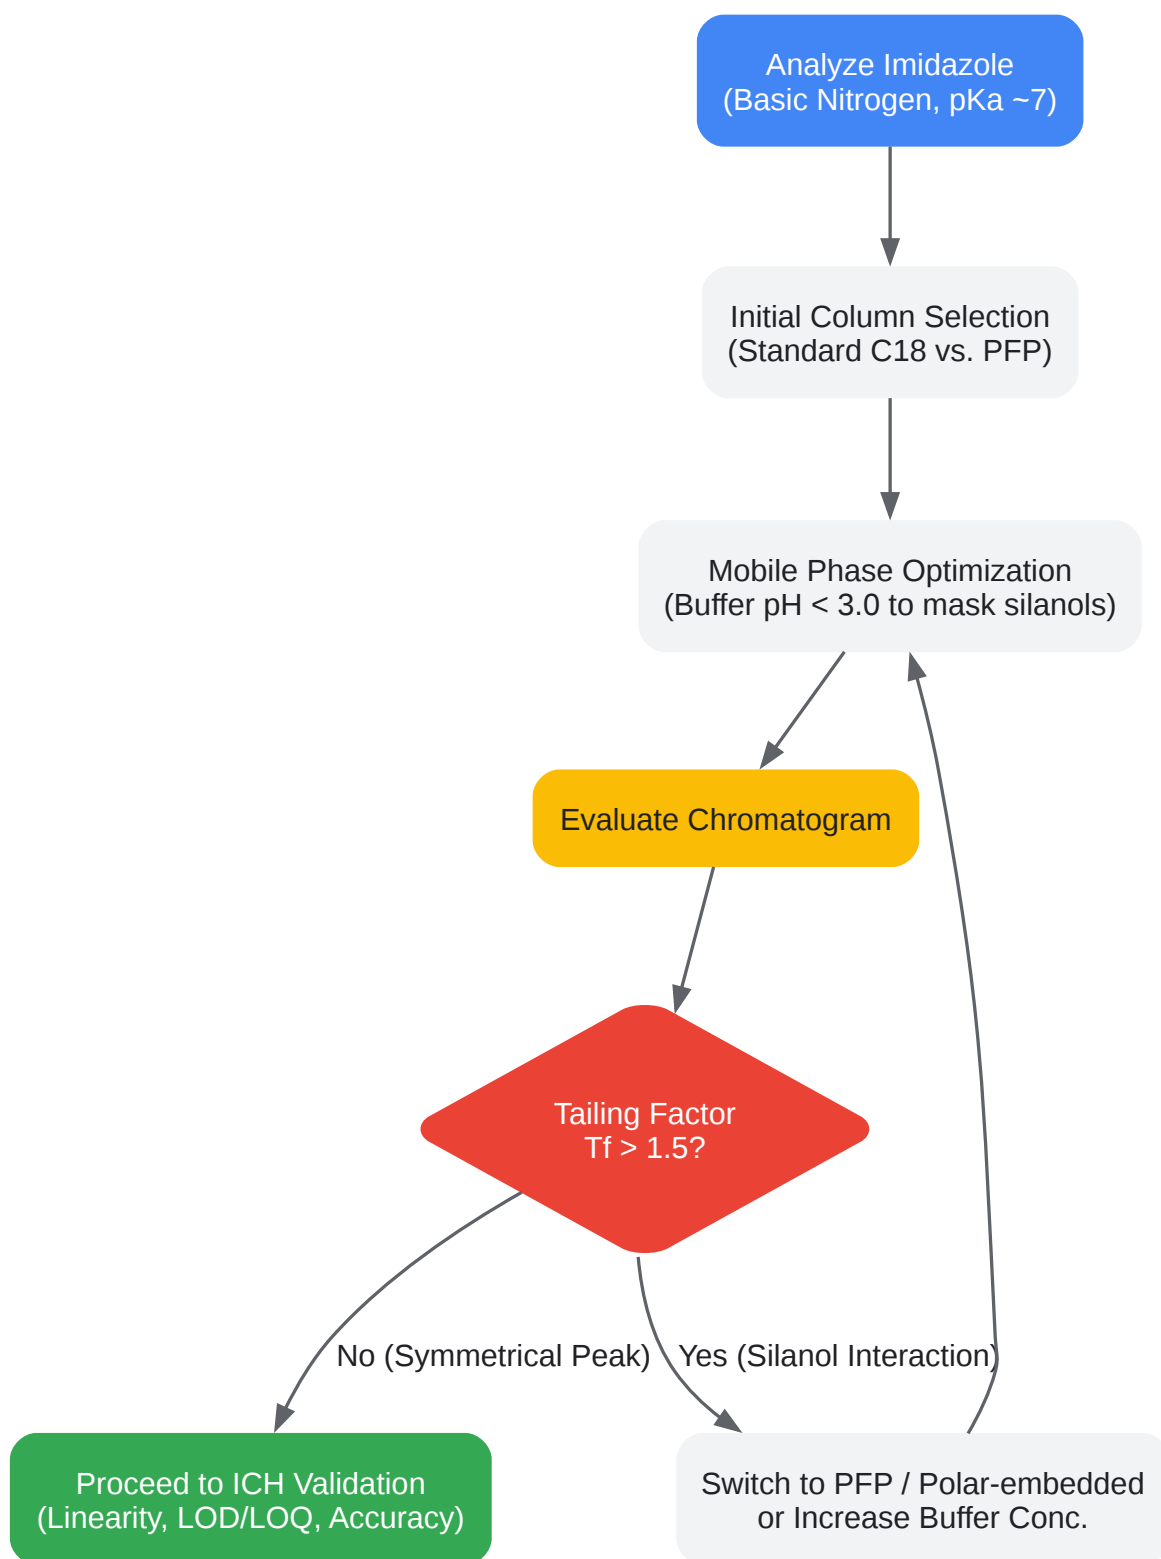 Analyze Imidazole
(Basic Nitrogen, pKa ~7)
Initial Column Selection
(Standard C18 vs. PFP)
Mobile Phase Optimization
(Buffer pH < 3.0 to mask silanols)
Evaluate Chromatogram
Tailing Factor
Tf > 1.5?
No (Symmetrical Peak)
Yes (Silanol Interaction)
Proceed to ICH Validation
(Linearity, LOD/LOQ, Accuracy)
Switch to PFP / Polar-embedded
or Increase Buffer Conc.